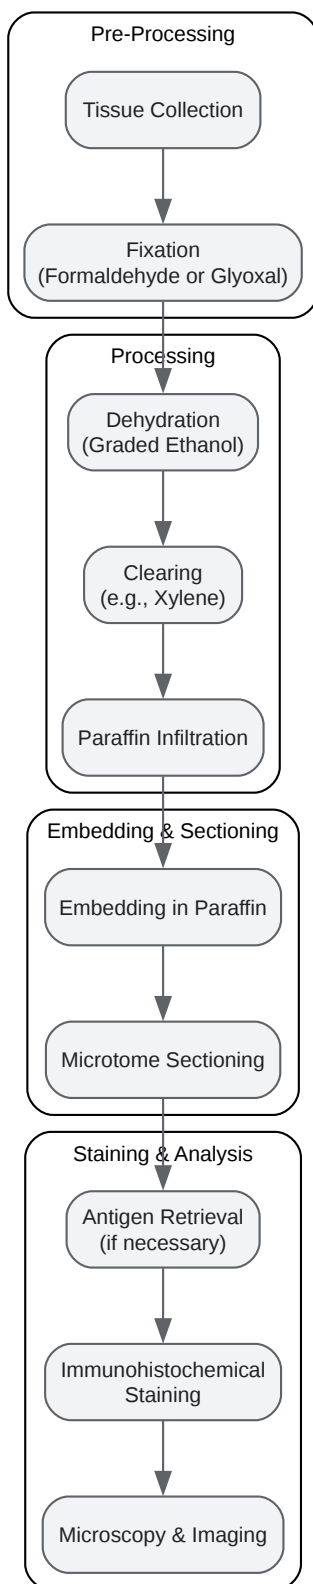 Pre-Processing
Tissue Collection
Fixation
(Formaldehyde or Glyoxal)
Processing
Dehydration
(Graded Ethanol)
Clearing
(e.g., Xylene)
Paraffin Infiltration
Embedding & Sectioning
Embedding in Paraffin
Microtome Sectioning
Staining & Analysis
Antigen Retrieval
(if necessary)
Immunohistochemical
Staining
Microscopy & Imaging